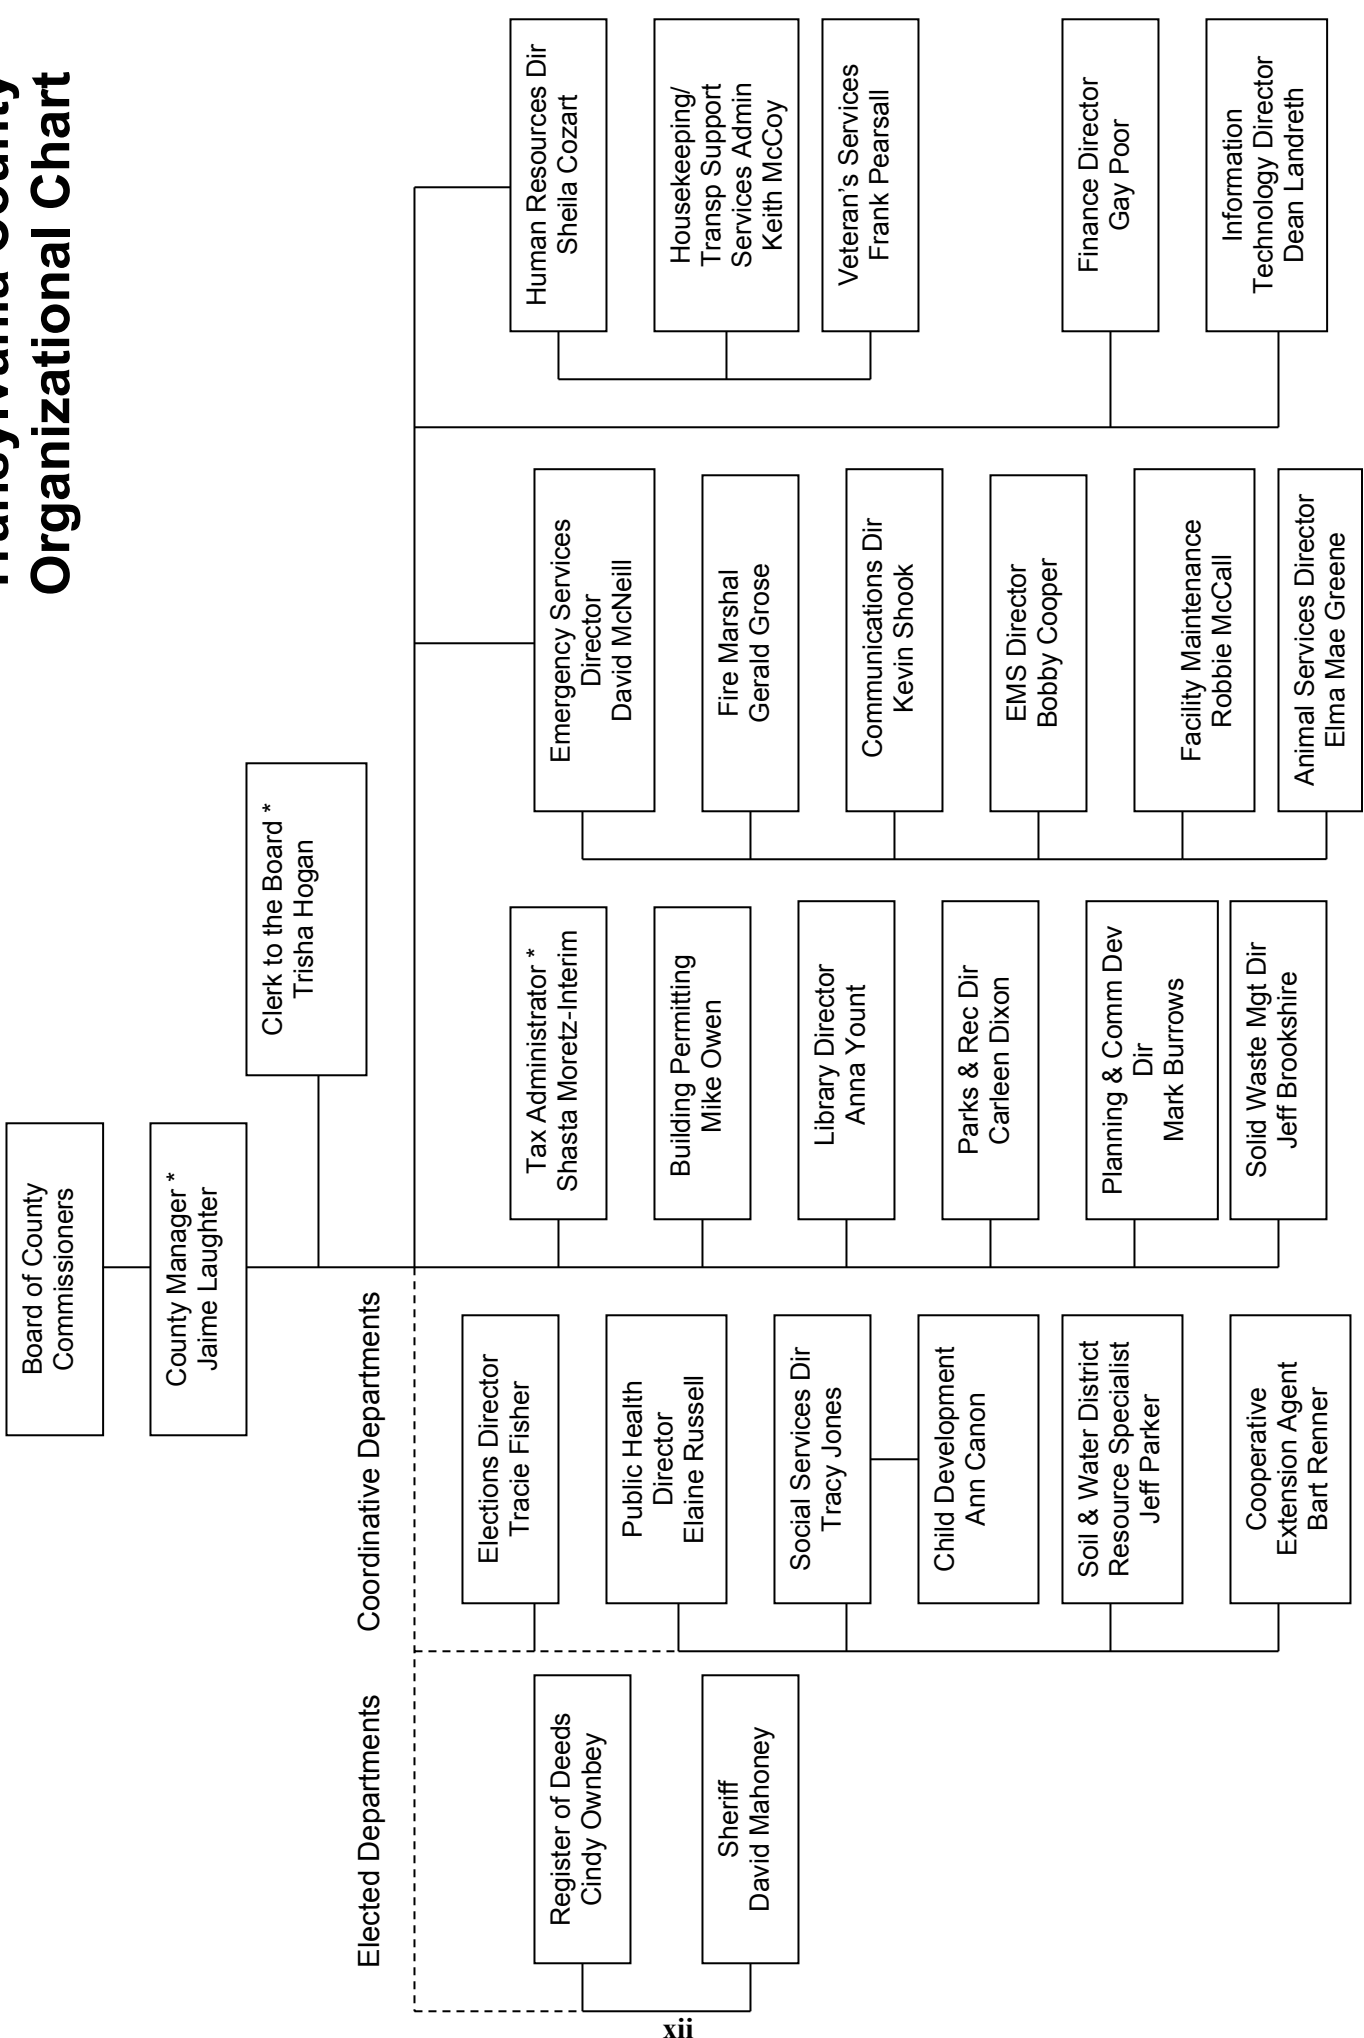 Transylvania County
Organizational Chart
Board of County
Commissioners
County Manager *
Jaime Laughter
Clerk to the Board *
Trisha Hogan
Elected Departments
Coordinative Departments
Register of Deeds
Cindy Ownbey
Sheriff
David Mahoney
Elections Director
Tracie Fisher
Public Health
Director
Elaine Russell
Social Services Dir
Tracy Jones
Child Development
Ann Canon
Soil & Water District
Resource Specialist
Jeff Parker
Cooperative
Extension Agent
Bart Renner
Tax Administrator *
Shasta Moretz-Interim
Building Permitting
Mike Owen
Library Director
Anna Yount
Parks & Rec Dir
Carleen Dixon
Planning & Comm Dev
Dir
Mark Burrows
Solid Waste Mgt Dir
Jeff Brookshire
Emergency Services
Director
David McNeill
Fire Marshal
Gerald Grose
Communications Dir
Kevin Shook
EMS Director
Bobby Cooper
Facility Maintenance
Robbie McCall
Animal Services Director
Elma Mae Greene
Human Resources Dir
Sheila Cozart
Housekeeping/
Transp Support
Services Admin
Keith McCoy
Veteran's Services
Frank Pearsall
Finance Director
Gay Poor
Information
Technology Director
Dean Landreth
xii